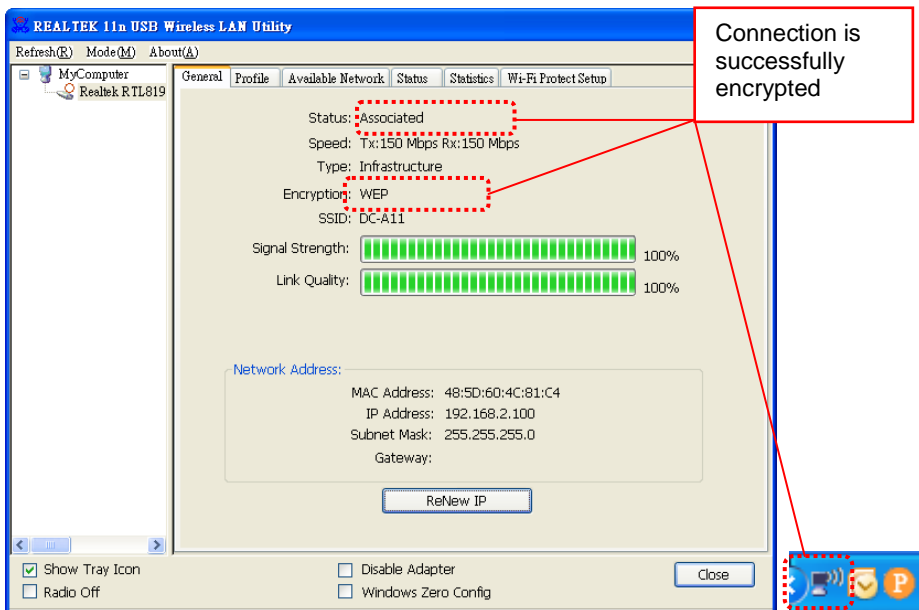 REALTEK 11n USB Wireless LAN Utility
Refresh(R) Mode(M) About(A)
MyComputer
Realtek RTL819
General Profile Available Network Status Statistics Wi-Fi Protect Setup
Status: Associated
Speed: Tx:150 Mbps Rx:150 Mbps
Type: Infrastructure
Encryption: WEP
SSID: DC-A11
Signal Strength: 100%
Link Quality: 100%
Network Address:
MAC Address: 48:5D:60:4C:81:C4
IP Address: 192.168.2.100
Subnet Mask: 255.255.255.0
Gateway:
ReNew IP
Show Tray Icon
Radio Off
Disable Adapter
Windows Zero Config
Close
Connection is
successfully
encrypted
P